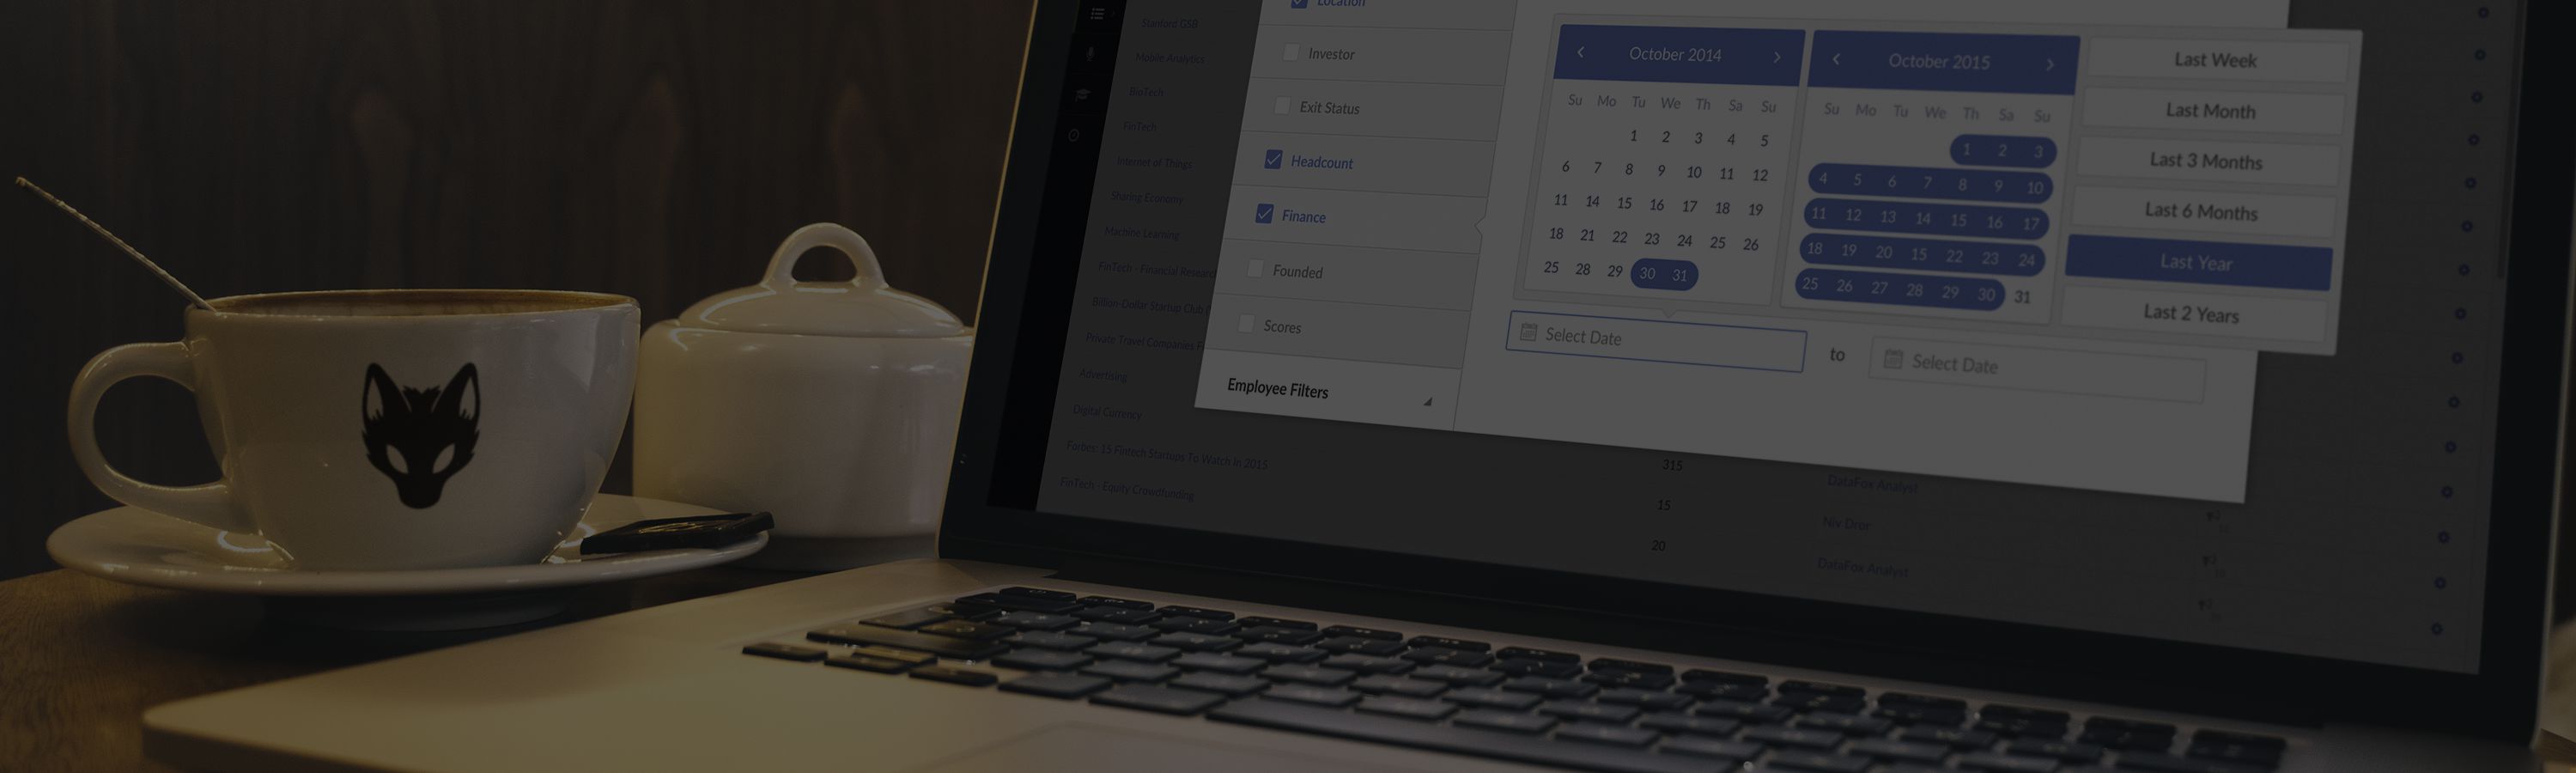 Stanford GSB
Mobile Analytics
BioTech
FinTech
Internet of Things
Sharing Economy
Machine Learning
FinTech - Financial Research
Billion Dollar Startup Club
Private Travel Companies
Advertising
Digital Currency
Forbes: 15 Fintech Startups To Watch in 2015
FinTech - Equity Crowdfunding
Location
Investor
Exit Status
Headcount
Finance
Founded
Scores
Employee Filters
October 2014
Su Mo Tu We Th Sa Su
1 2 3 4 5
6 7 8 9 10 11 12
11 14 15 16 17 18 19
18 21 22 23 24 25 26
25 28 29 30 31
October 2015
Su Mo Tu We Th Sa Su
1 2 3
4 5 6 7 8 9 10
11 12 13 14 15 16 17
18 19 20 15 22 23 24
25 26 27 28 29 30 31
Last Week
Last Month
Last 3 Months
Last 6 Months
Last Year
Last 2 Years
Select Date to Select Date
315 DataFox Analyst
15 Niv Dror
20 DataFox Analyst